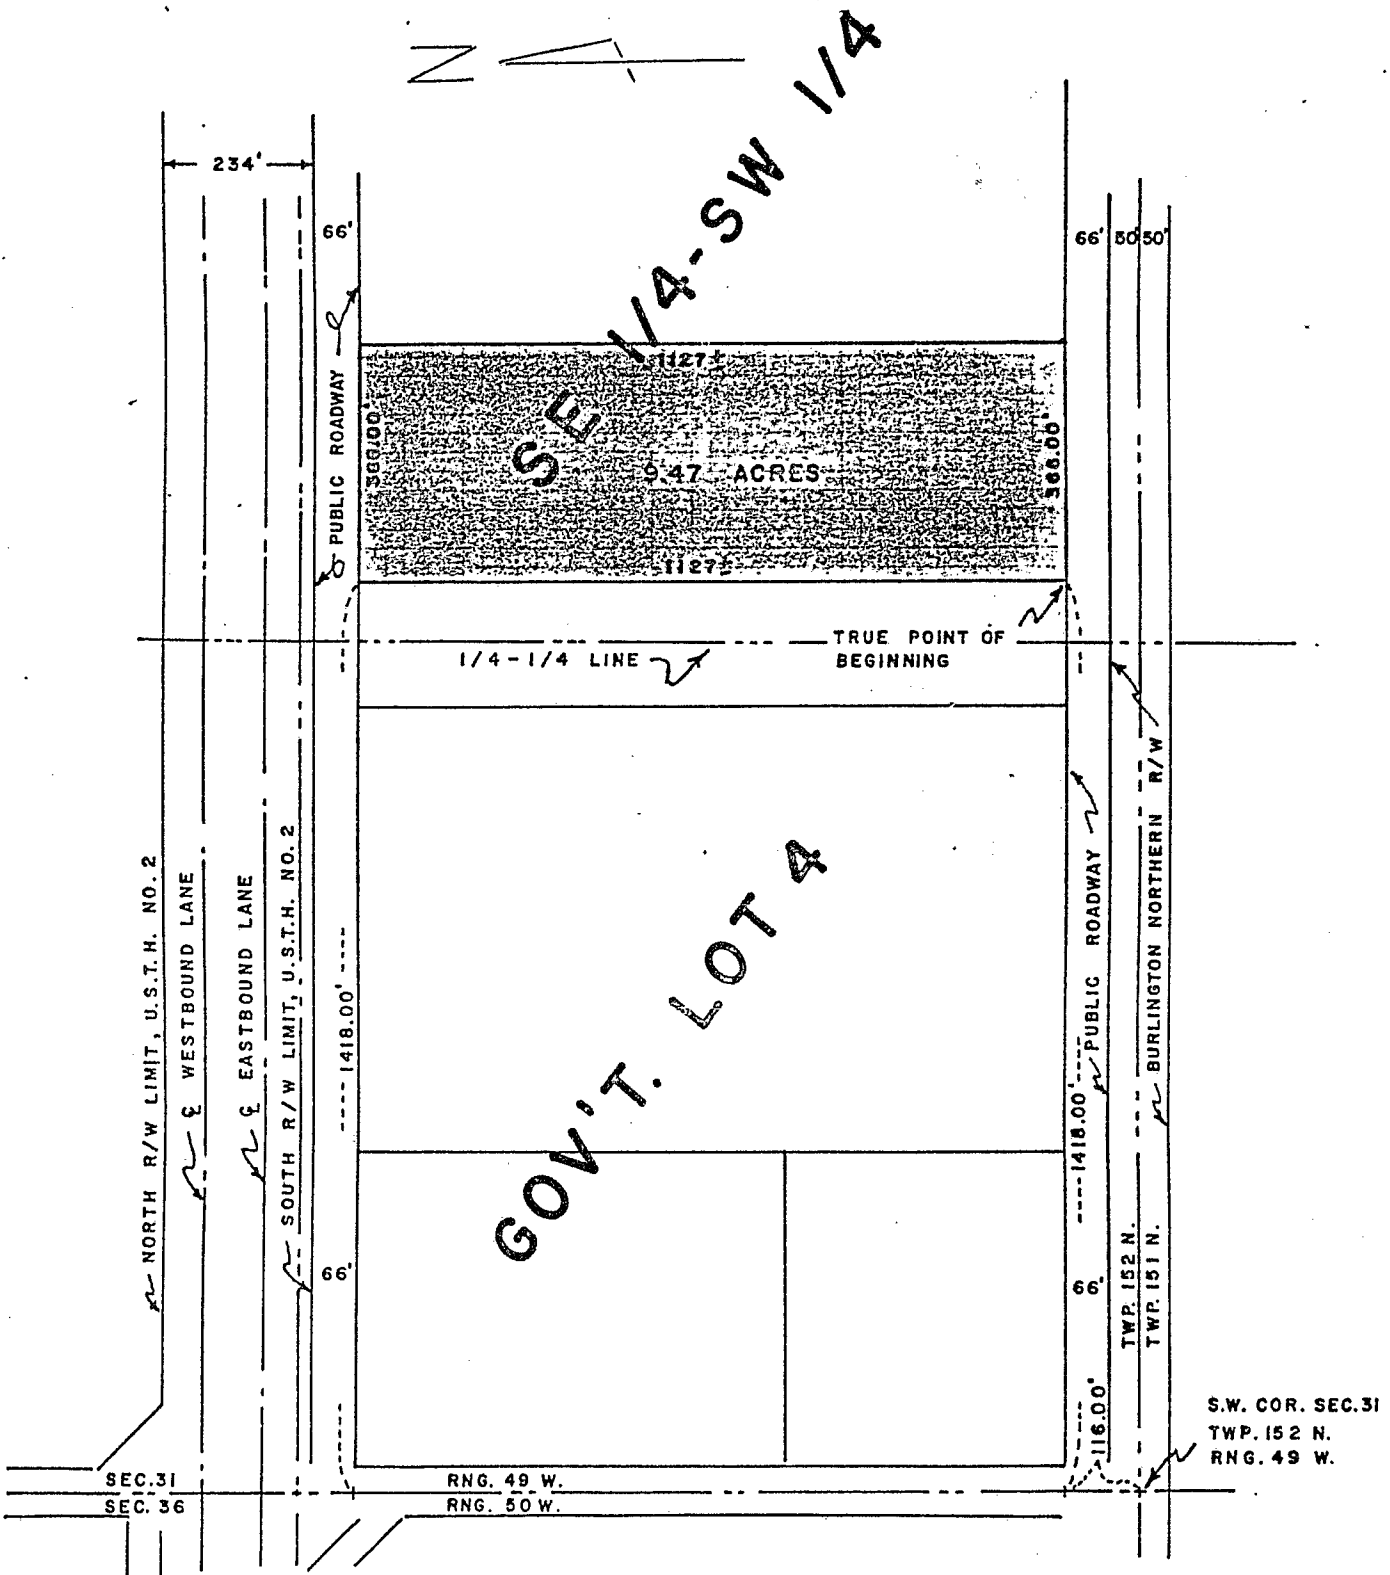 N
SE 1/4-SW 1/4
234'
66'
66' 50' 50'
1127'±
PUBLIC ROADWAY
366.00'
9.47 ACRES
366.00'
1127'±
TRUE POINT OF
BEGINNING
1/4-1/4 LINE
NORTH R/W LIMIT, U.S.T.H. NO. 2
℄ WESTBOUND LANE
℄ EASTBOUND LANE
SOUTH R/W LIMIT, U.S.T.H. NO. 2
1418.00'
GOV'T. LOT 4
1418.00'
PUBLIC ROADWAY
BURLINGTON NORTHERN R/W
66'
66'
TWP. 152 N.
TWP. 151 N.
116.00'
S.W. COR. SEC. 31
TWP. 152 N.
RNG. 49 W.
SEC. 31
SEC. 36
RNG. 49 W.
RNG. 50 W.